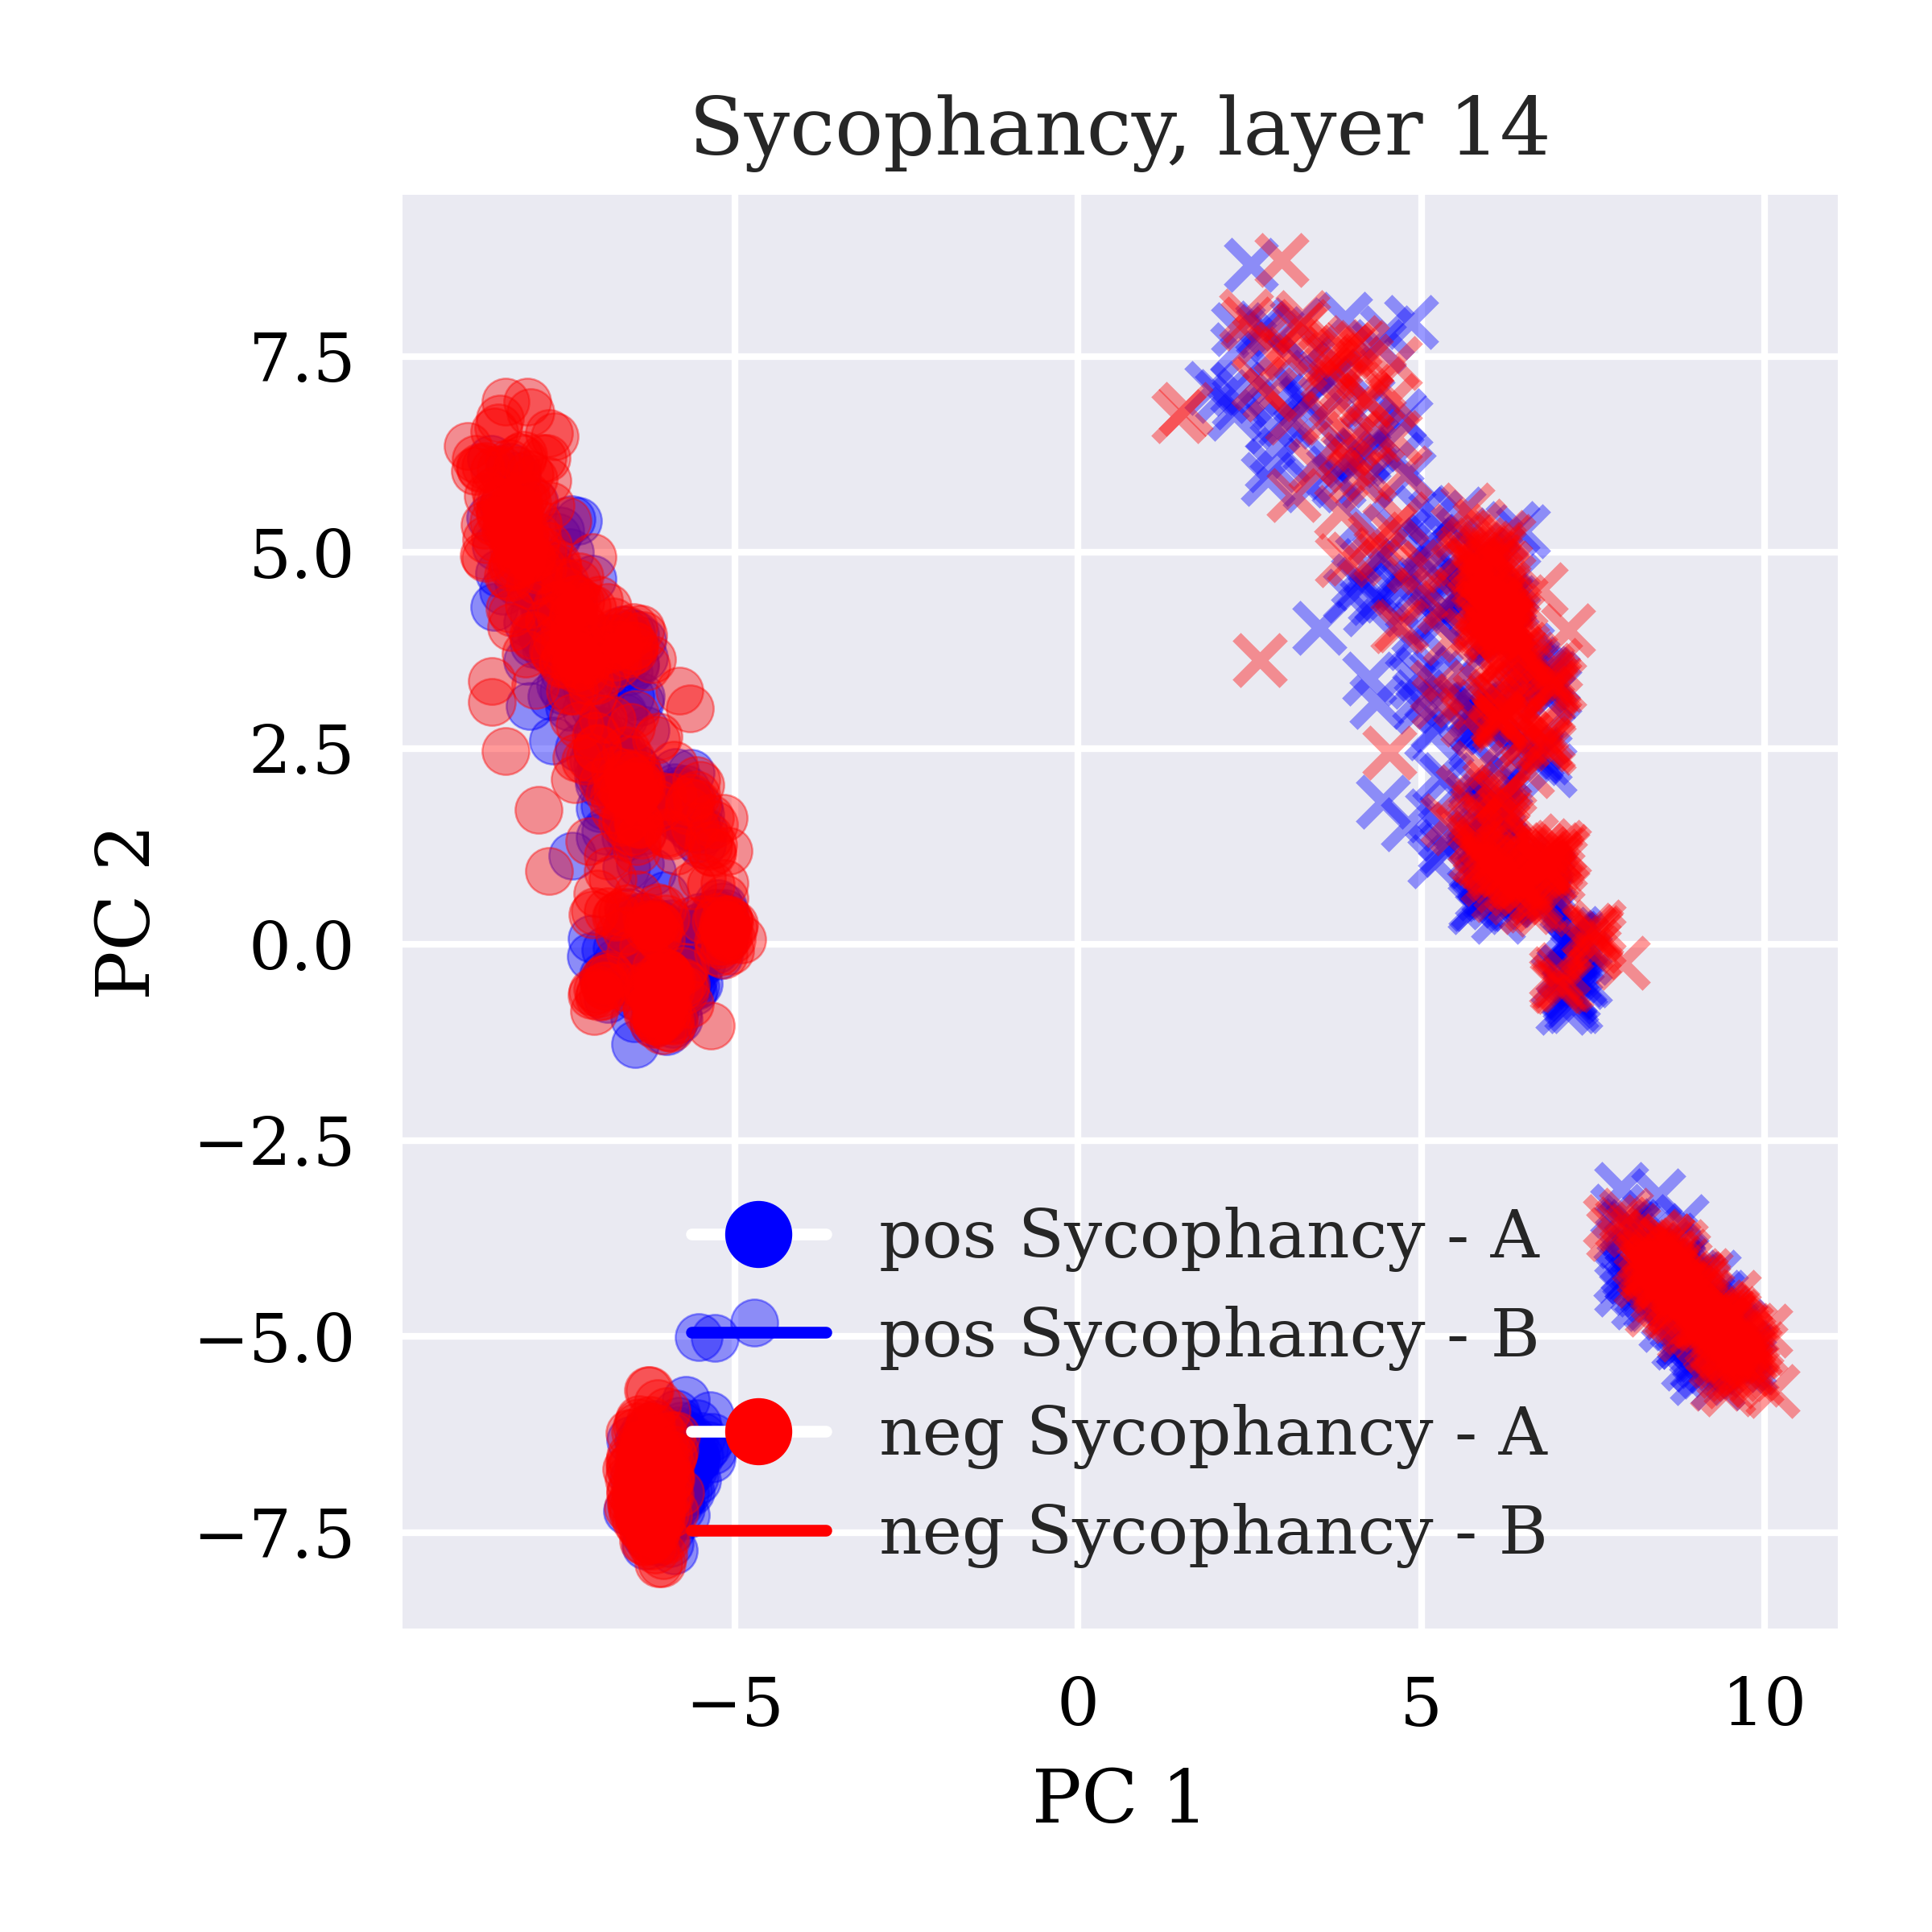 Sycophancy, layer 14
7.5
5.0
2.5
0.0
−2.5
−5.0
−7.5
PC 2
pos Sycophancy - A
pos Sycophancy - B
neg Sycophancy - A
neg Sycophancy - B
−5 0 5 10
PC 1